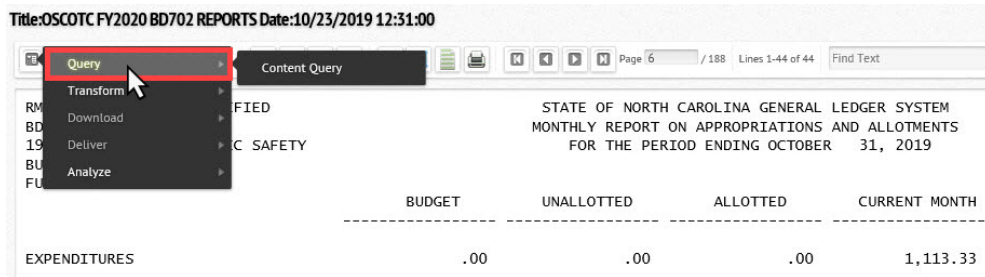 Title:OSCOTC FY2020 BD702 REPORTS Date:10/23/2019 12:31:00
Page 6 / 188 Lines 1-44 of 44 Find Text
Query
Content Query
Transform
Download
Deliver
Analyze
RM IFIED STATE OF NORTH CAROLINA GENERAL LEDGER SYSTEM
BD MONTHLY REPORT ON APPROPRIATIONS AND ALLOTMENTS
19 IC SAFETY FOR THE PERIOD ENDING OCTOBER 31, 2019
BU
FU
BUDGET UNALLOTTED ALLOTTED CURRENT MONTH
EXPENDITURES .00 .00 .00 1,113.33